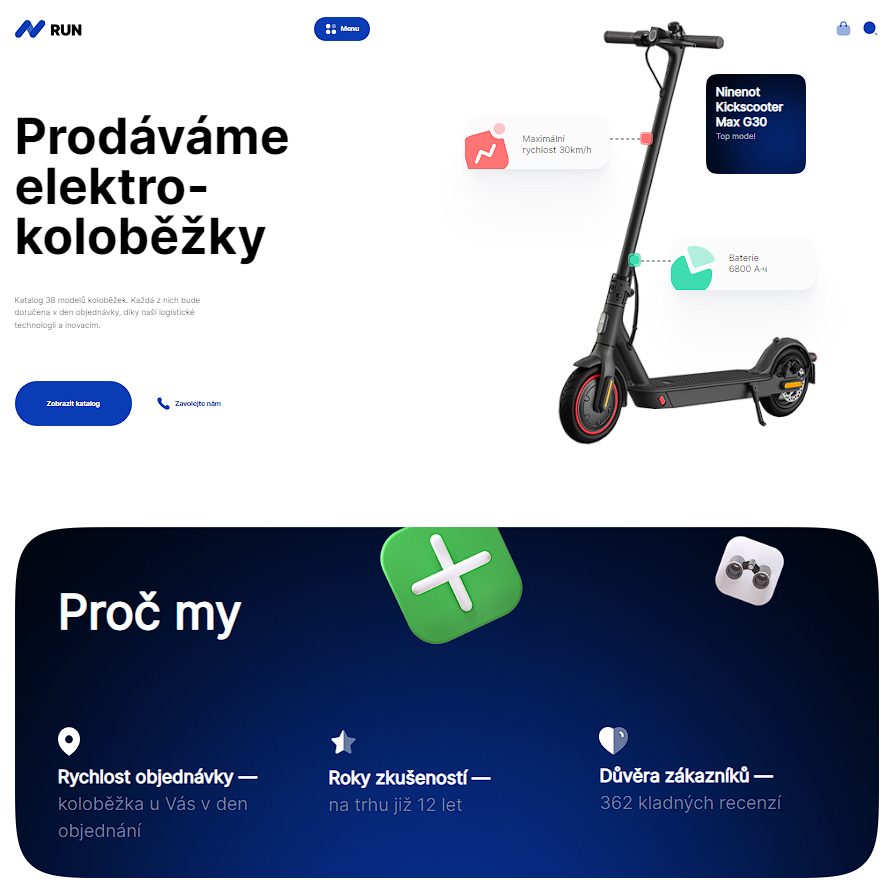 RUN
Menu
Prodáváme
elektro-
koloběžky
Katalog 38 modelů koloběžek. Každá z nich bude
doručena v den objednávky, díky naší logistické
technologii a inovacím.
Zobrazit katalog
Zavolejte nám
Maximální
rychlost 30km/h
Ninenot
Kickscooter
Max G30
Top model
Baterie
6800 А·ч
Proč my
Rychlost objednávky —
koloběžka u Vás v den
objednání
Roky zkušeností —
na trhu již 12 let
Důvěra zákazníků —
362 kladných recenzí